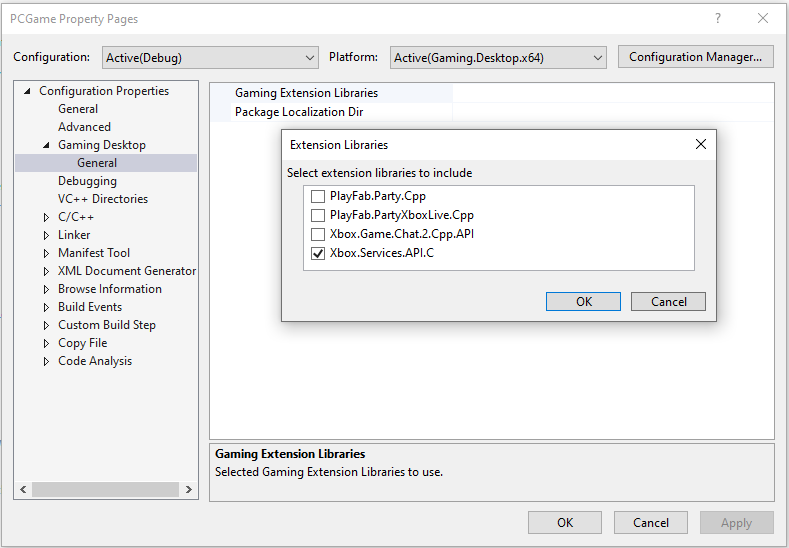 PCGame Property Pages
Configuration: Active(Debug) Platform: Active(Gaming.Desktop.x64) Configuration Manager...
Configuration Properties
General
Advanced
Gaming Desktop
General
Debugging
VC++ Directories
C/C++
Linker
Manifest Tool
XML Document Generator
Browse Information
Build Events
Custom Build Step
Copy File
Code Analysis
Gaming Extension Libraries
Package Localization Dir
Extension Libraries
Select extension libraries to include
PlayFab.Party.Cpp
PlayFab.PartyXboxLive.Cpp
Xbox.Game.Chat.2.Cpp.API
Xbox.Services.API.C
OK Cancel
Gaming Extension Libraries
Selected Gaming Extension Libraries to use.
OK Cancel Apply